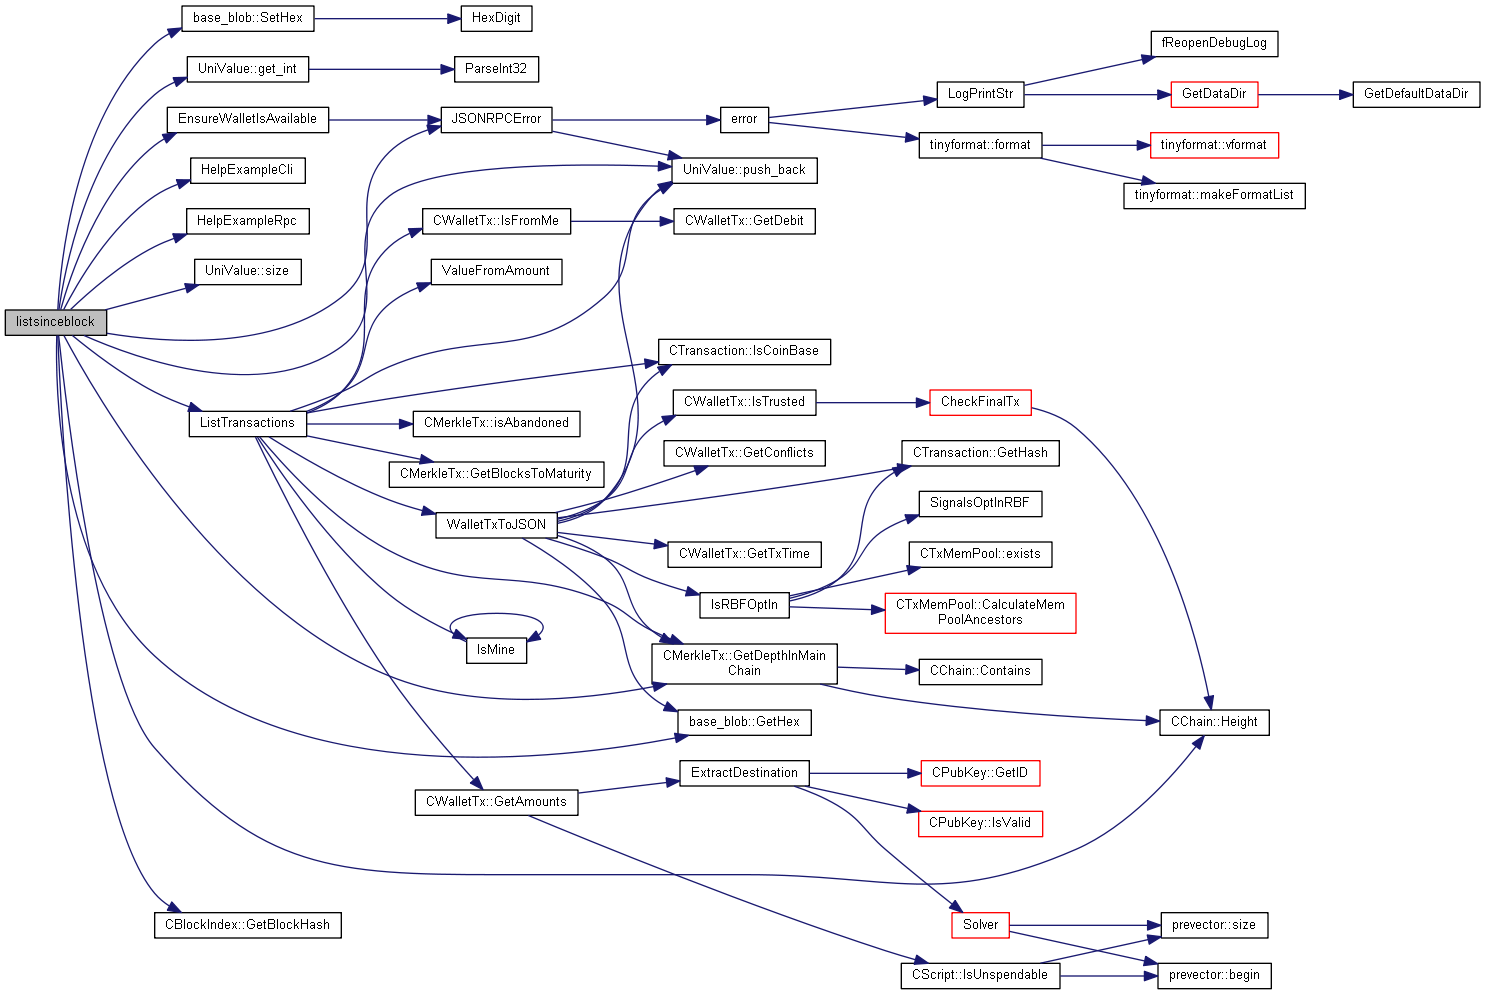 base_blob::SetHex
HexDigit
fReopenDebugLog
UniValue::get_int
ParseInt32
LogPrintStr
GetDataDir
GetDefaultDataDir
EnsureWalletIsAvailable
JSONRPCError
error
tinyformat::format
tinyformat::vformat
HelpExampleCli
UniValue::push_back
tinyformat::makeFormatList
HelpExampleRpc
CWalletTx::IsFromMe
CWalletTx::GetDebit
UniValue::size
ValueFromAmount
listsinceblock
CTransaction::IsCoinBase
CWalletTx::IsTrusted
CheckFinalTx
ListTransactions
CMerkleTx::isAbandoned
CWalletTx::GetConflicts
CTransaction::GetHash
CMerkleTx::GetBlocksToMaturity
SignalsOptInRBF
WalletTxToJSON
CWalletTx::GetTxTime
CTxMemPool::exists
IsRBFOptIn
CTxMemPool::CalculateMem
PoolAncestors
IsMine
CMerkleTx::GetDepthInMain
Chain
CChain::Contains
base_blob::GetHex
CChain::Height
ExtractDestination
CPubKey::GetID
CWalletTx::GetAmounts
CPubKey::IsValid
CBlockIndex::GetBlockHash
Solver
prevector::size
CScript::IsUnspendable
prevector::begin